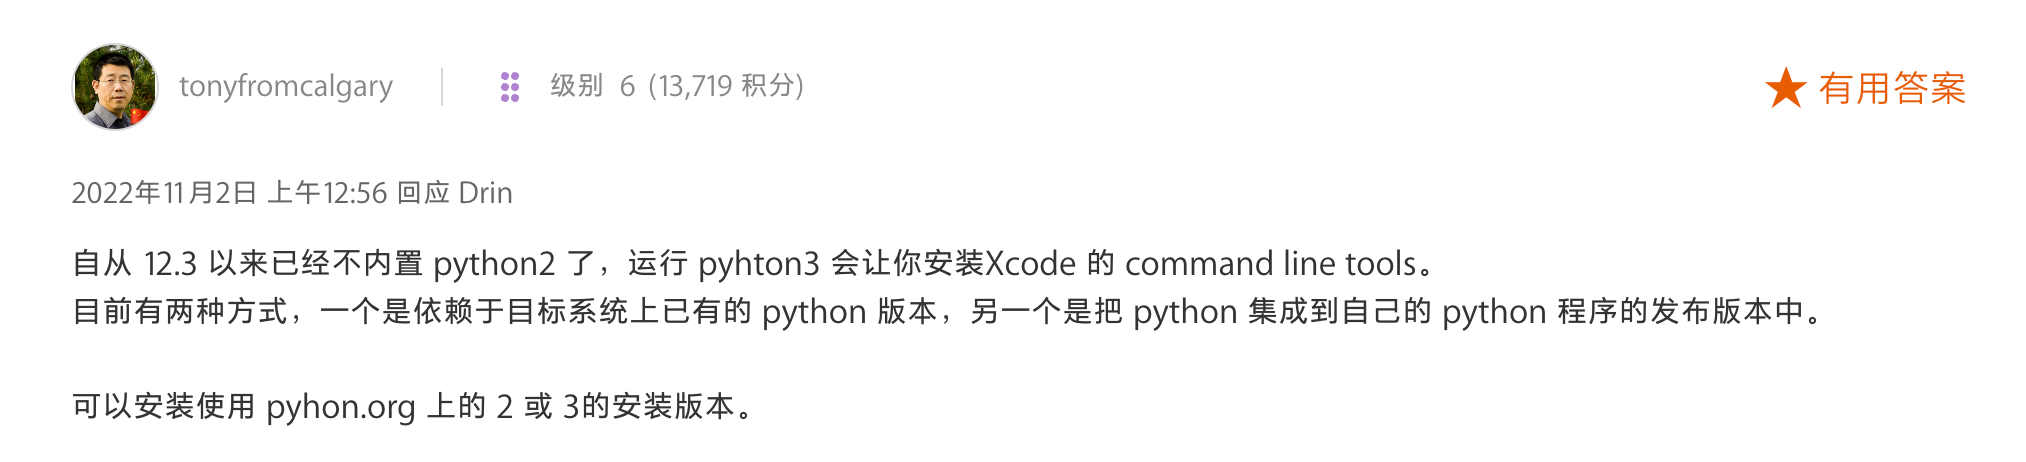 tonyfromcalgary
级别 6 (13,719 积分)
★ 有用答案
2022年11月2日 上午12:56 回应 Drin
自从 12.3 以来已经不内置 python2 了，运行 pyhton3 会让你安装Xcode 的 command line tools。
目前有两种方式，一个是依赖于目标系统上已有的 python 版本，另一个是把 python 集成到自己的 python 程序的发布版本中。
可以安装使用 pyhon.org 上的 2 或 3的安装版本。